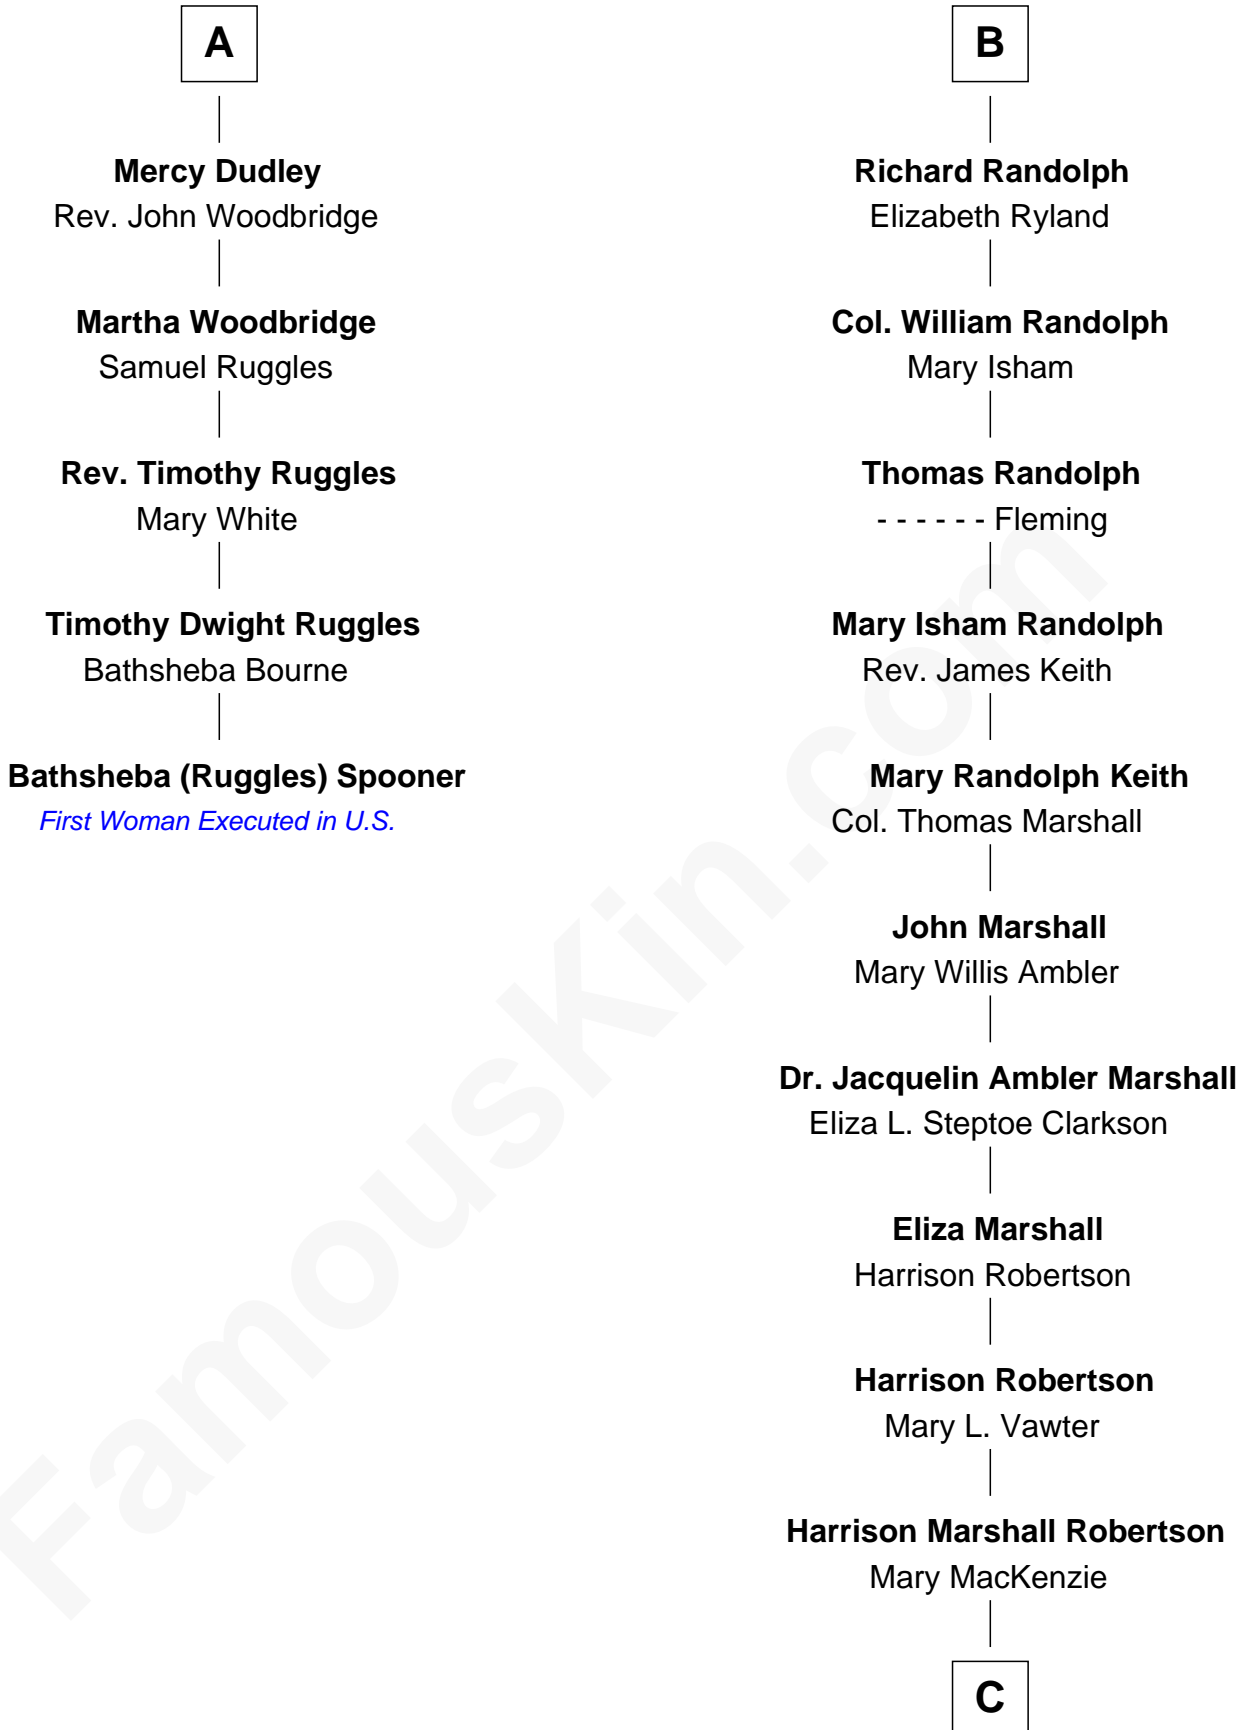 A
Mercy Dudley
Rev. John Woodbridge
Martha Woodbridge
Samuel Ruggles
Rev. Timothy Ruggles
Mary White
Timothy Dwight Ruggles
Bathsheba Bourne
Bathsheba (Ruggles) Spooner
First Woman Executed in U.S.
B
Richard Randolph
Elizabeth Ryland
Col. William Randolph
Mary Isham
Thomas Randolph
- - - - - - Fleming
Mary Isham Randolph
Rev. James Keith
Mary Randolph Keith
Col. Thomas Marshall
John Marshall
Mary Willis Ambler
Dr. Jacquelin Ambler Marshall
Eliza L. Steptoe Clarkson
Eliza Marshall
Harrison Robertson
Harrison Robertson
Mary L. Vawter
Harrison Marshall Robertson
Mary MacKenzie
C
FamousKin.com